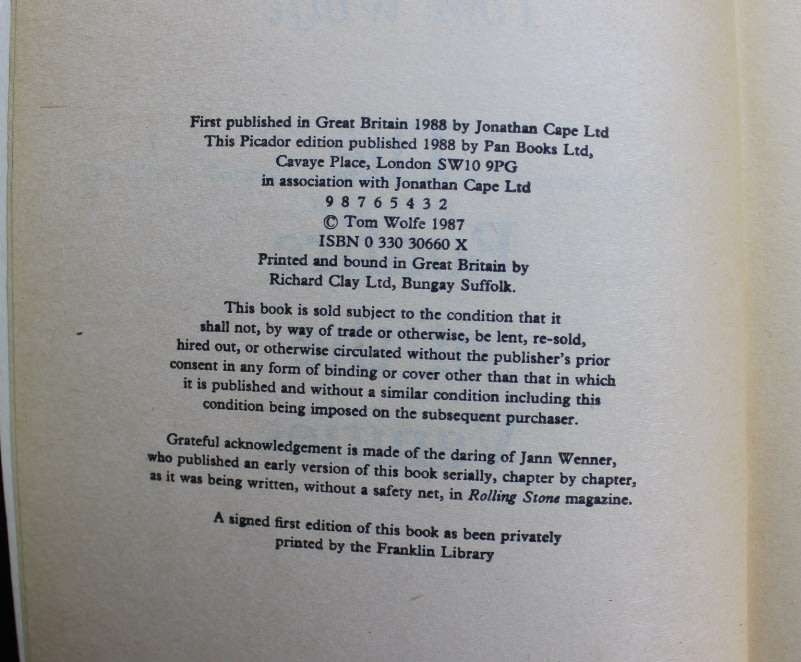 First published in Great Britain 1988 by Jonathan Cape Ltd
This Picador edition published 1988 by Pan Books Ltd,
Cavaye Place, London SW10 9PG
in association with Jonathan Cape Ltd
9 8 7 6 5 4 3 2
© Tom Wolfe 1987
ISBN 0 330 30660 X
Printed and bound in Great Britain by
Richard Clay Ltd, Bungay Suffolk.
This book is sold subject to the condition that it
shall not, by way of trade or otherwise, be lent, re-sold,
hired out, or otherwise circulated without the publisher's prior
consent in any form of binding or cover other than that in which
it is published and without a similar condition including this
condition being imposed on the subsequent purchaser.
Grateful acknowledgement is made of the daring of Jann Wenner,
who published an early version of this book serially, chapter by chapter,
as it was being written, without a safety net, in Rolling Stone magazine.
A signed first edition of this book as been privately
printed by the Franklin Library